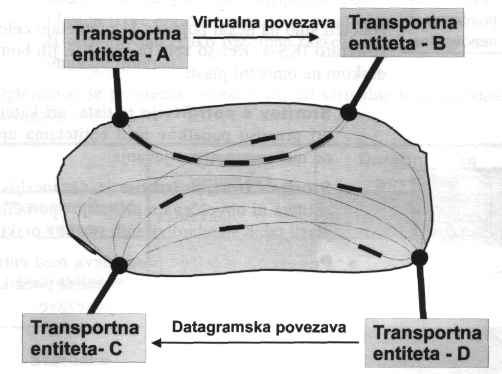 Virtualna povezava
Transportna
entiteta - A
Transportna
entiteta - B
Transportna
entiteta- C
Datagramska povezava
Transportna
entiteta - D